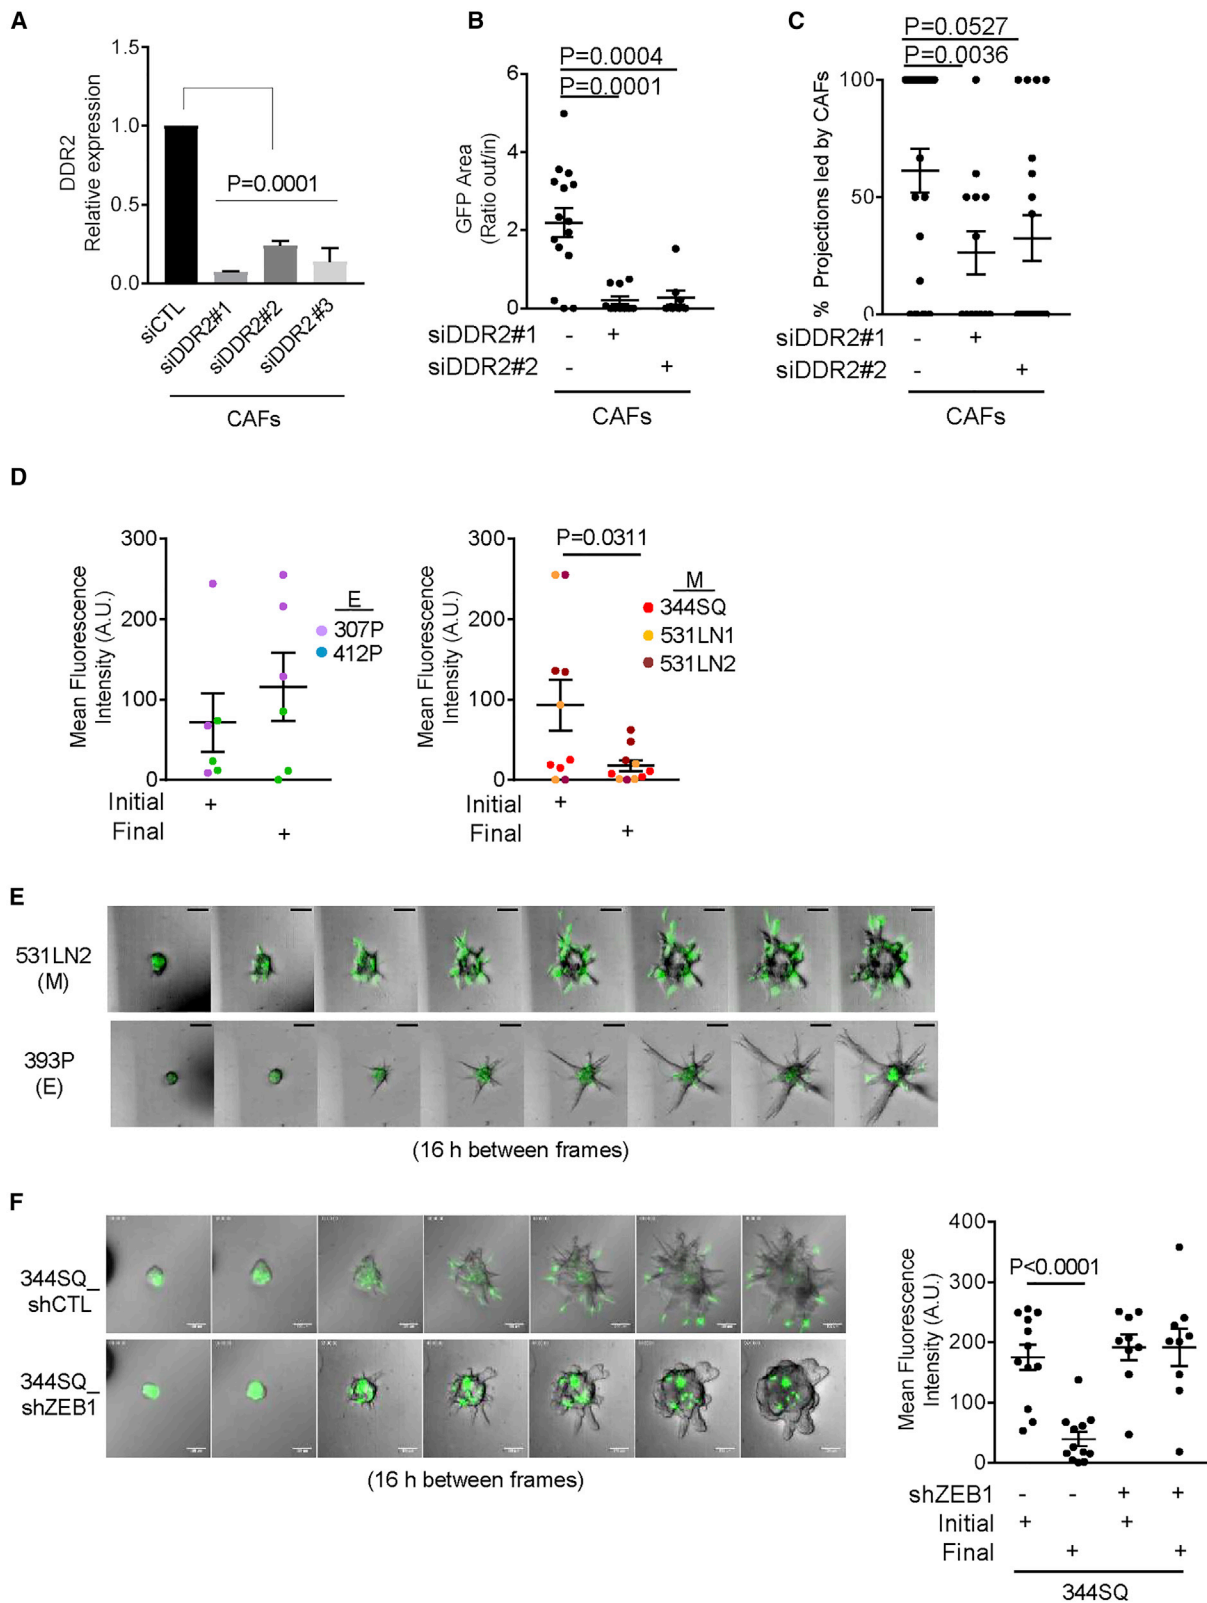 A
1.5
1.0
0.5
0.0
DDR2
Relative expression
P=0.0001
siCTL
siDDR2#1
siDDR2#2
siDDR2#3
CAFs
B
P=0.0004
P=0.0001
6
4
2
0
GFP Area
(Ratio out/in)
siDDR2#1 - +
siDDR2#2 - +
CAFs
C
P=0.0527
P=0.0036
100
50
0
% Projections led by CAFs
siDDR2#1 - +
siDDR2#2 - +
CAFs
D
300
200
100
0
Mean Fluorescence
Intensity (A.U.)
E
307P
412P
Initial +
Final +
300
200
100
0
Mean Fluorescence
Intensity (A.U.)
P=0.0311
M
344SQ
531LN1
531LN2
Initial +
Final +
E
531LN2
(M)
393P
(E)
(16 h between frames)
F
344SQ_
shCTL
344SQ_
shZEB1
(16 h between frames)
400
300
200
100
0
Mean Fluorescence
Intensity (A.U.)
P<0.0001
shZEB1 - - + +
Initial + +
Final + +
344SQ